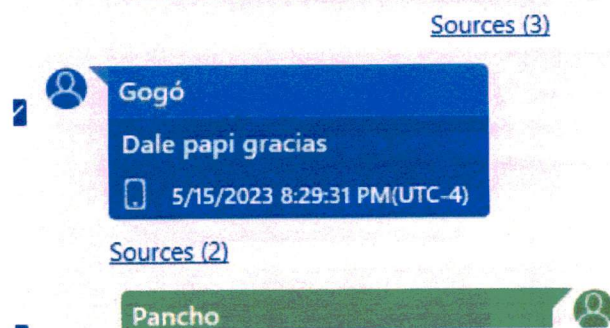 Sources (3)
Gogó
Dale papi gracias
5/15/2023 8:29:31 PM(UTC-4)
Sources (2)
Pancho